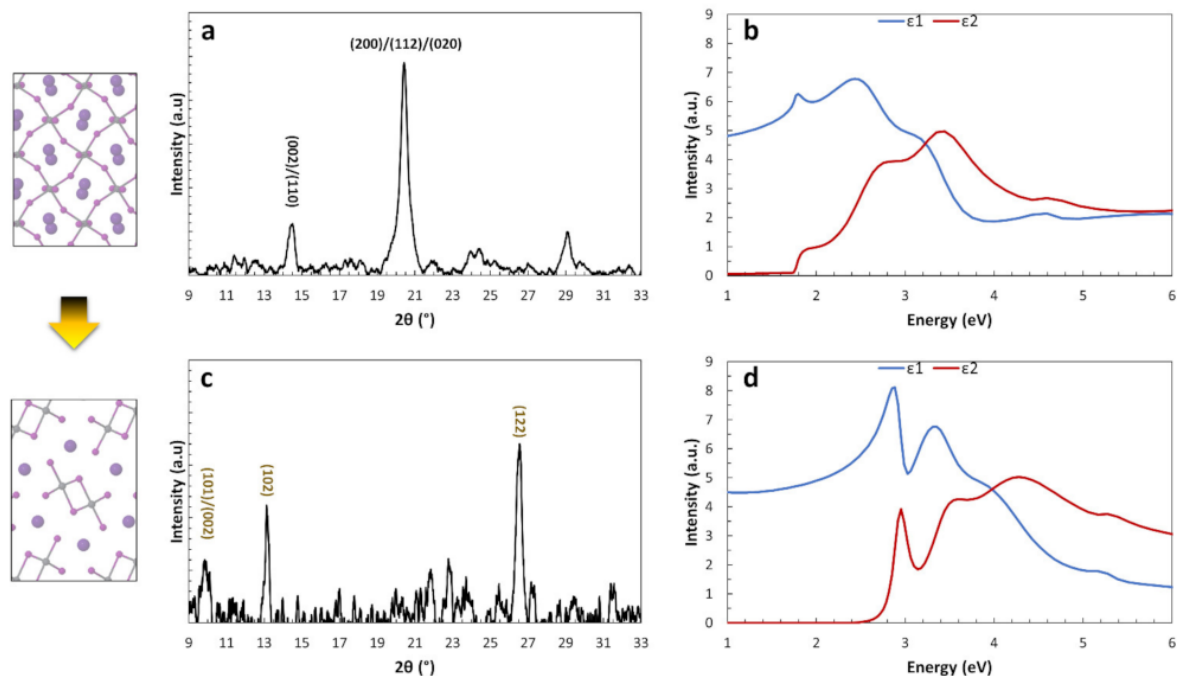 a
(200)/(112)/(020)
(002)/(110)
Intensity (a.u)
9 11 13 15 17 19 21 23 25 27 29 31 33
2θ (°)
b
ε1 ε2
9
8
7
6
5
4
3
2
1
0
Intensity (a.u.)
1 2 3 4 5 6
Energy (eV)
c
(101)/(002)
(102)
(122)
Intensity (a.u)
9 11 13 15 17 19 21 23 25 27 29 31 33
2θ (°)
d
ε1 ε2
9
8
7
6
5
4
3
2
1
0
Intensity (a.u.)
1 2 3 4 5 6
Energy (eV)